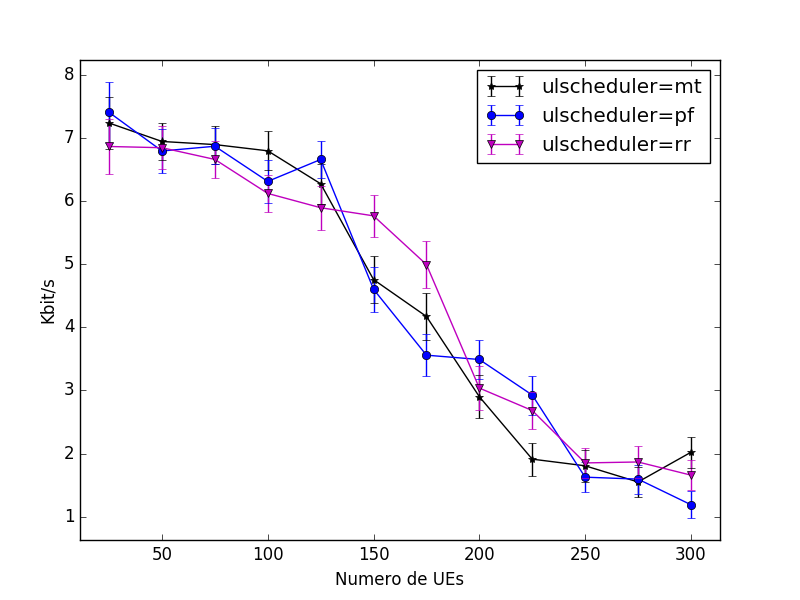 8
7
6
5
4
3
2
1
Kbit/s
ulscheduler=mt
ulscheduler=pf
ulscheduler=rr
50 100 150 200 250 300
Numero de UEs